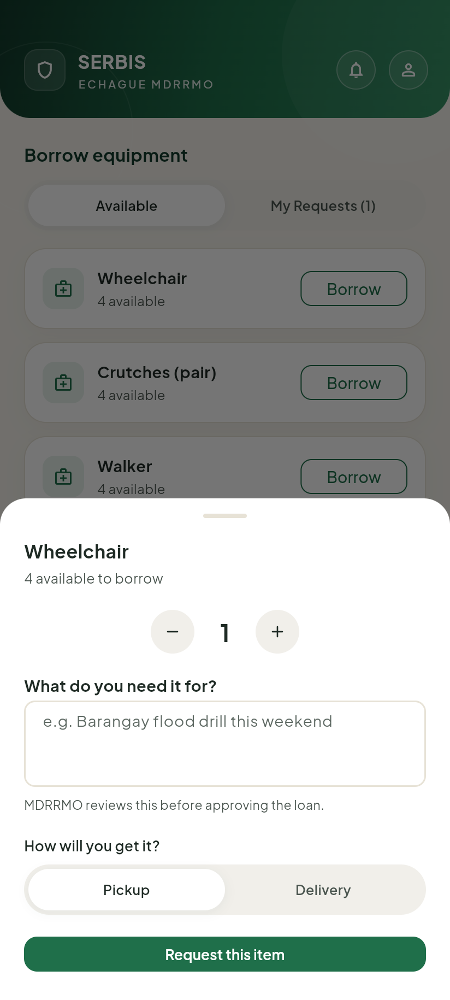 SERBIS
ECHAGUE MDRRMO
Borrow equipment
Available
My Requests (1)
Wheelchair
4 available
Borrow
Crutches (pair)
4 available
Borrow
Walker
4 available
Borrow
Wheelchair
4 available to borrow
− 1 +
What do you need it for?
e.g. Barangay flood drill this weekend
MDRRMO reviews this before approving the loan.
How will you get it?
Pickup
Delivery
Request this item